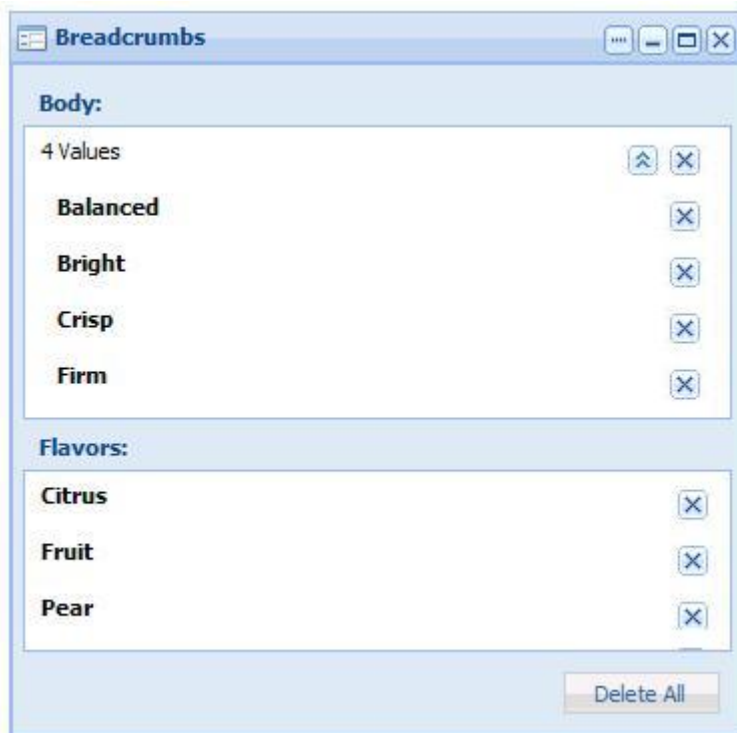 Breadcrumbs
Body:
4 Values
Balanced
Bright
Crisp
Firm
Flavors:
Citrus
Fruit
Pear
Delete All